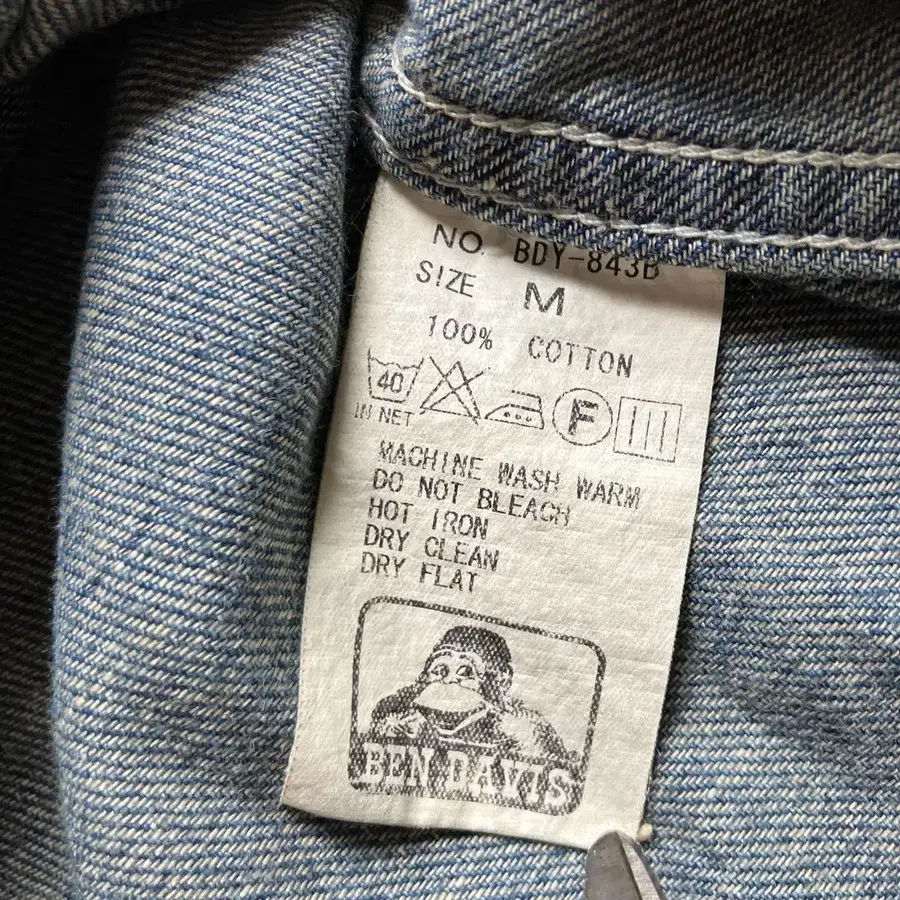 NO. BDY-843B
SIZE M
100% COTTON
40
F
IN NET
MACHINE WASH WARM
DO NOT BLEACH
HOT IRON
DRY CLEAN
DRY FLAT
BEN DAVIS